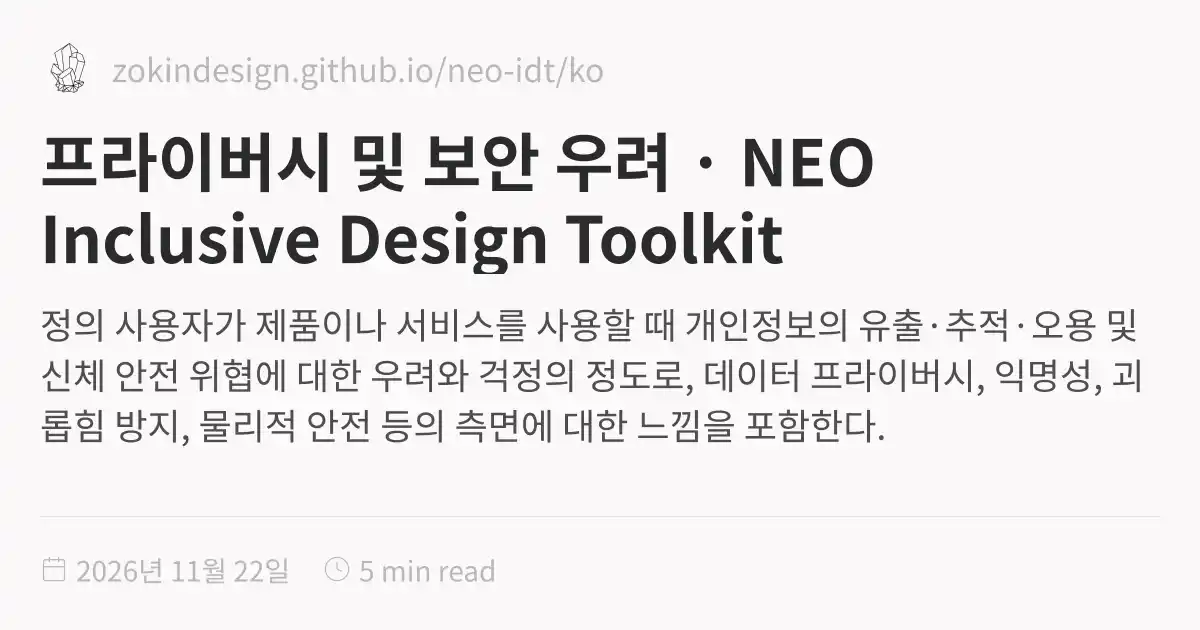 zokindesign.github.io/neo-idt/ko
프라이버시 및 보안 우려 · NEO
Inclusive Design Toolkit
정의 사용자가 제품이나 서비스를 사용할 때 개인정보의 유출·추적·오용 및
신체 안전 위협에 대한 우려와 걱정의 정도로, 데이터 프라이버시, 익명성, 괴
롭힘 방지, 물리적 안전 등의 측면에 대한 느낌을 포함한다.
2026년 11월 22일 5 min read